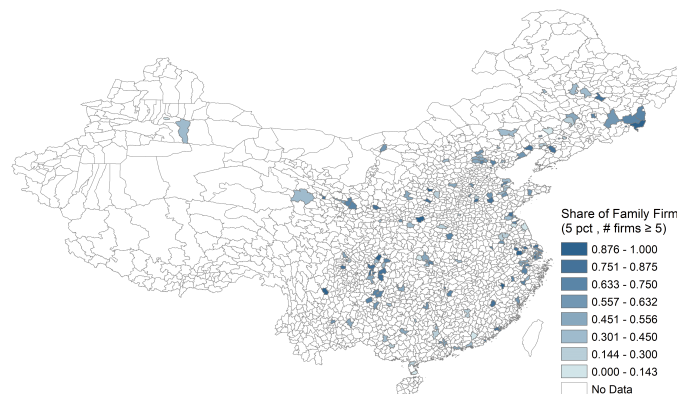 Share of Family Firm
(5 pct , # firms ≥ 5)
0.876 - 1.000
0.751 - 0.875
0.633 - 0.750
0.557 - 0.632
0.451 - 0.556
0.301 - 0.450
0.144 - 0.300
0.000 - 0.143
No Data